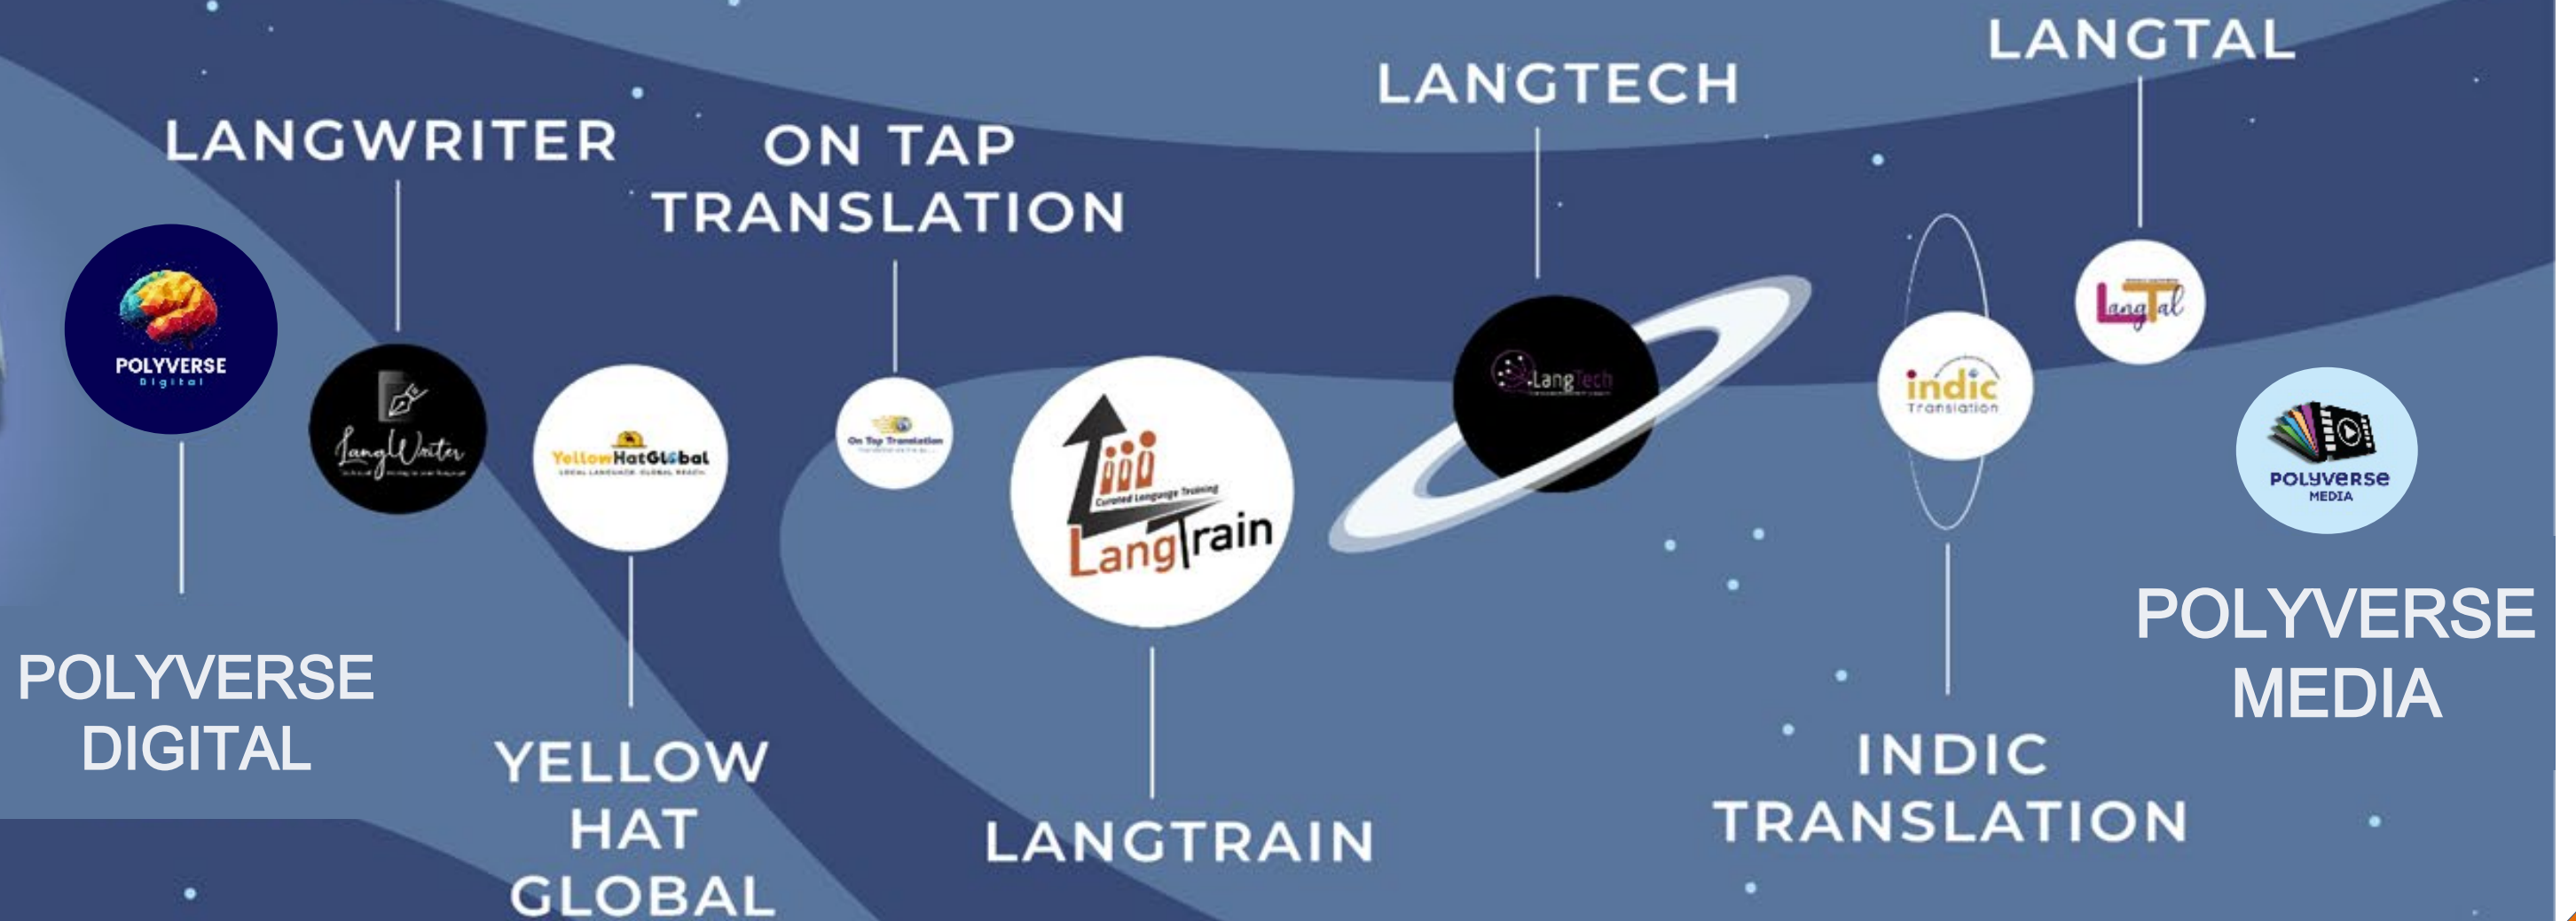 LANGTAL
LANGTECH
LANGWRITER
ON TAP
TRANSLATION
POLYVERSE
Digital
LangWriter
YellowHatGlobal
LOCAL LANGUAGE. GLOBAL REACH.
On Tap Translation
Curated Language Training
LangTrain
LangTech
indic
Translation
LangTal
POLYVERSE
MEDIA
POLYVERSE
DIGITAL
YELLOW
HAT
GLOBAL
LANGTRAIN
INDIC
TRANSLATION
POLYVERSE
MEDIA